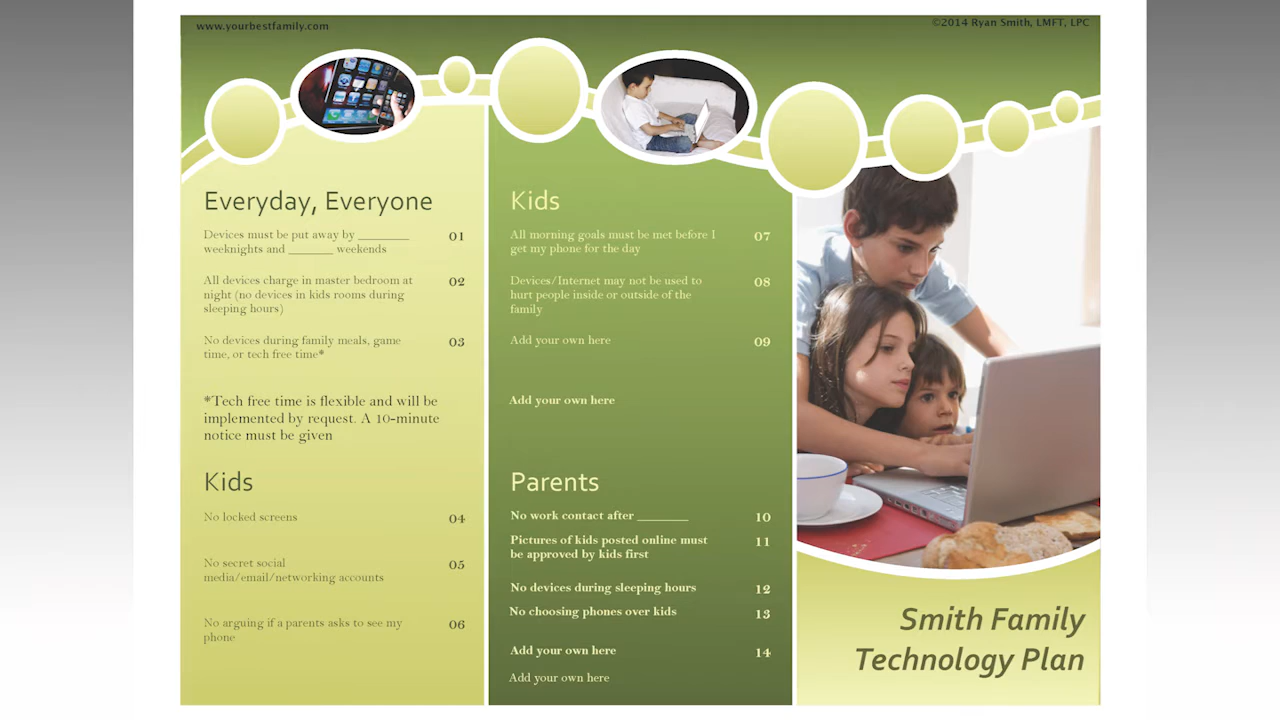 www.yourbestfamily.com
©2014 Ryan Smith, LMFT, LPC
Everyday, Everyone
Devices must be put away by ________ 01
weeknights and _______ weekends
All devices charge in master bedroom at 02
night (no devices in kids rooms during
sleeping hours)
No devices during family meals, game 03
time, or tech free time*
*Tech free time is flexible and will be
implemented by request. A 10-minute
notice must be given
Kids
No locked screens 04
No secret social 05
media/email/networking accounts
No arguing if a parents asks to see my 06
phone
Kids
All morning goals must be met before I 07
get my phone for the day
Devices/Internet may not be used to 08
hurt people inside or outside of the
family
Add your own here 09
Add your own here
Parents
No work contact after ________ 10
Pictures of kids posted online must 11
be approved by kids first
No devices during sleeping hours 12
No choosing phones over kids 13
Add your own here 14
Add your own here
Smith Family
Technology Plan